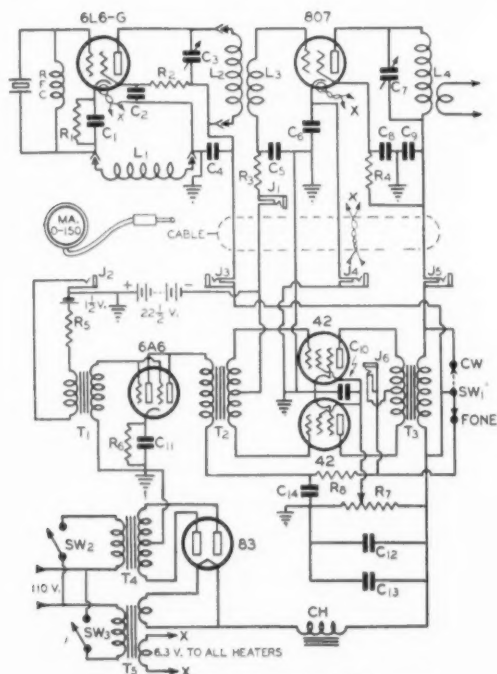 6L6-G
807
RFC
R2
C3
L2
L3
C7
L4
X
C2
R1
C1
C6
X
L1
C4
C5
C8
C9
R3
R4
J1
MA.
0-150
CABLE
X
J2
J3
J4
J5
+
-
1½ V.
22½ V.
R5
6A6
42
C10
J6
CW
SW1
FONE
T1
T2
T3
R6
C11
42
R8
C14
R7
SW2
83
C12
T4
110 V.
C13
SW3
X
CH
6.3 V. TO ALL HEATERS
T5
X